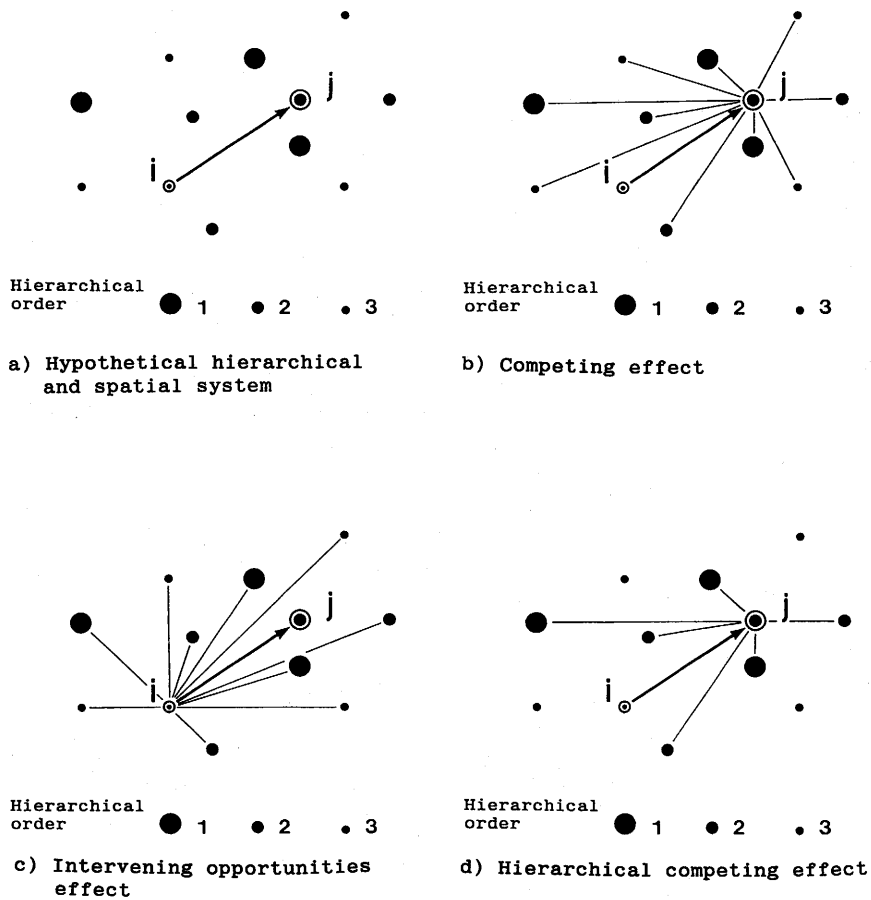 j
i
Hierarchical
order 1 2 3
a) Hypothetical hierarchical
and spatial system
j
i
Hierarchical
order 1 2 3
b) Competing effect
j
i
Hierarchical
order 1 2 3
c) Intervening opportunities
effect
j
i
Hierarchical
order 1 2 3
d) Hierarchical competing effect